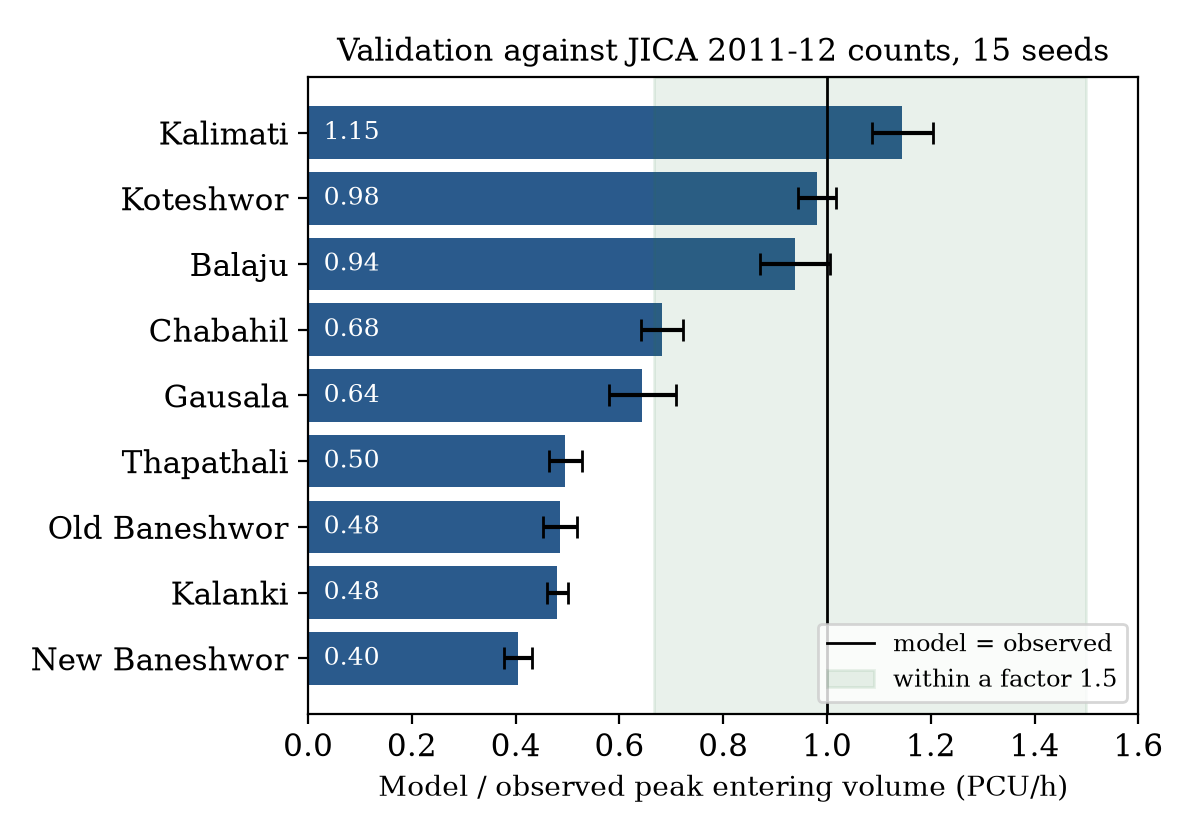 Validation against JICA 2011-12 counts, 15 seeds
Kalimati 1.15
Koteshwor 0.98
Balaju 0.94
Chabahil 0.68
Gausala 0.64
Thapathali 0.50
Old Baneshwor 0.48
Kalanki 0.48
New Baneshwor 0.40
model = observed
within a factor 1.5
0.0 0.2 0.4 0.6 0.8 1.0 1.2 1.4 1.6
Model / observed peak entering volume (PCU/h)